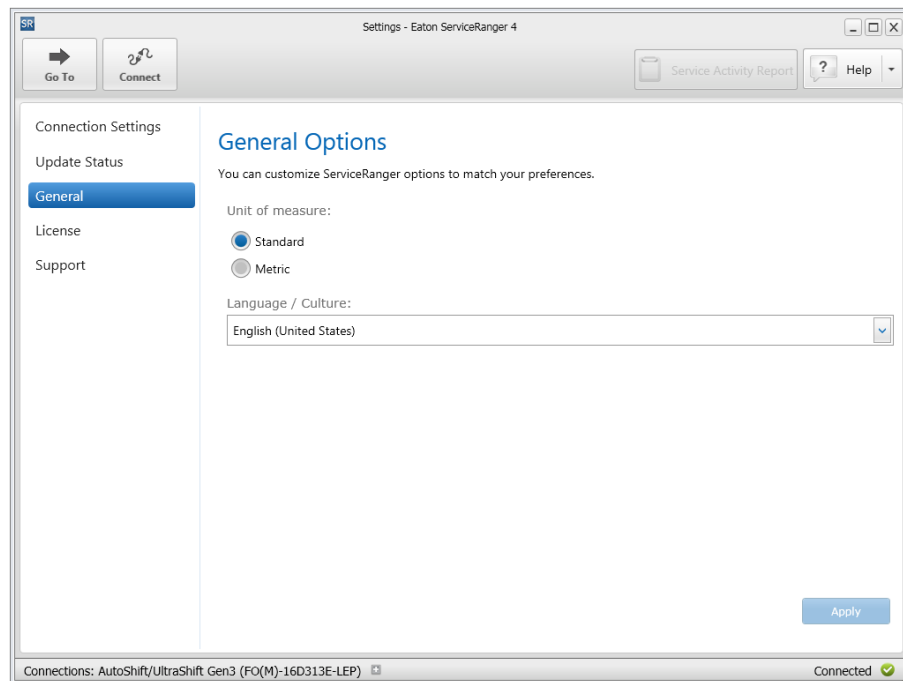 SR
Settings - Eaton ServiceRanger 4
Go To
Connect
Service Activity Report
? Help
Connection Settings
Update Status
General
License
Support
General Options
You can customize ServiceRanger options to match your preferences.
Unit of measure:
Standard
Metric
Language / Culture:
English (United States)
Apply
Connections: AutoShift/UltraShift Gen3 (FO(M)-16D313E-LEP)
Connected